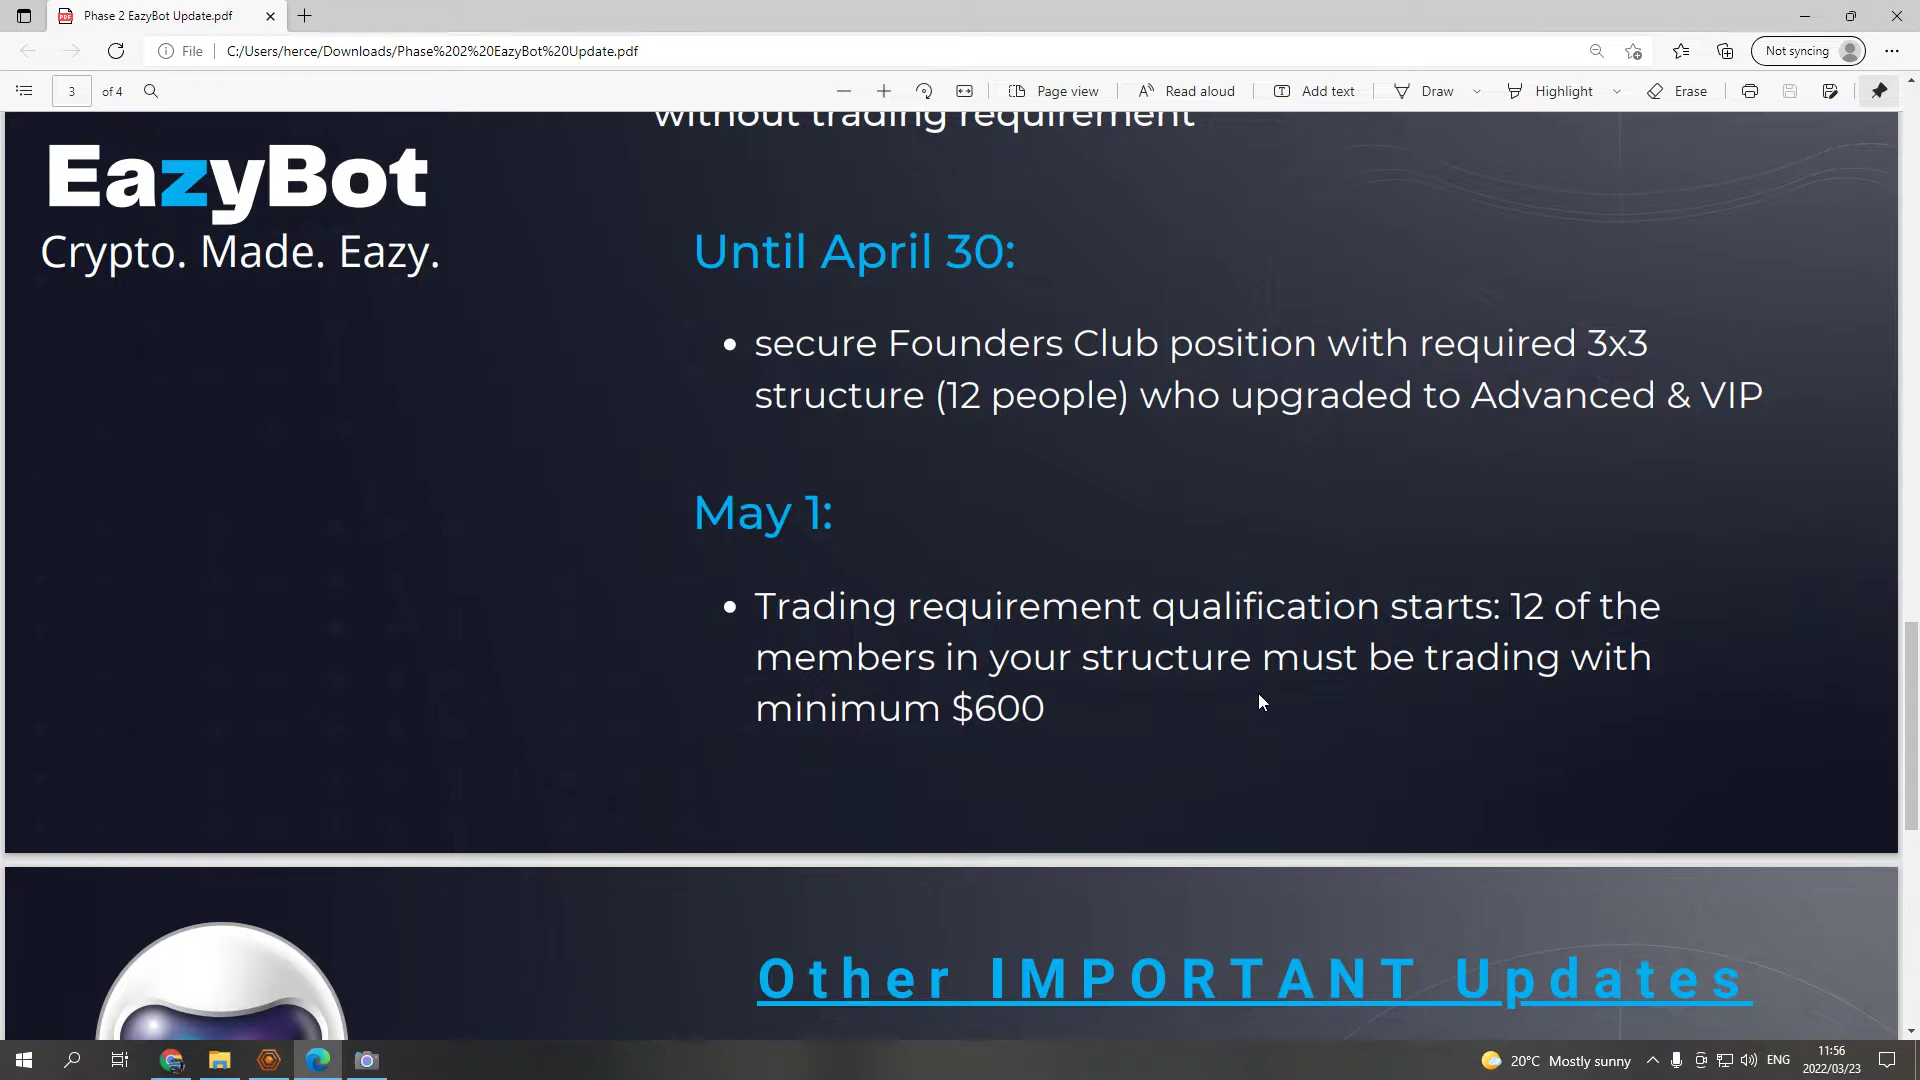 Phase 2 EazyBot Update.pdf
File
C:/Users/herce/Downloads/Phase%202%20EazyBot%20Update.pdf
Not syncing
3 of 4
Page view
Read aloud
Add text
Draw
Highlight
Erase
without trading requirement
EazyBot
Crypto. Made. Eazy.
Until April 30:
• secure Founders Club position with required 3x3
structure (12 people) who upgraded to Advanced & VIP
May 1:
• Trading requirement qualification starts: 12 of the
members in your structure must be trading with
minimum $600
Other IMPORTANT Updates
20°C Mostly sunny
ENG
11:56
2022/03/23